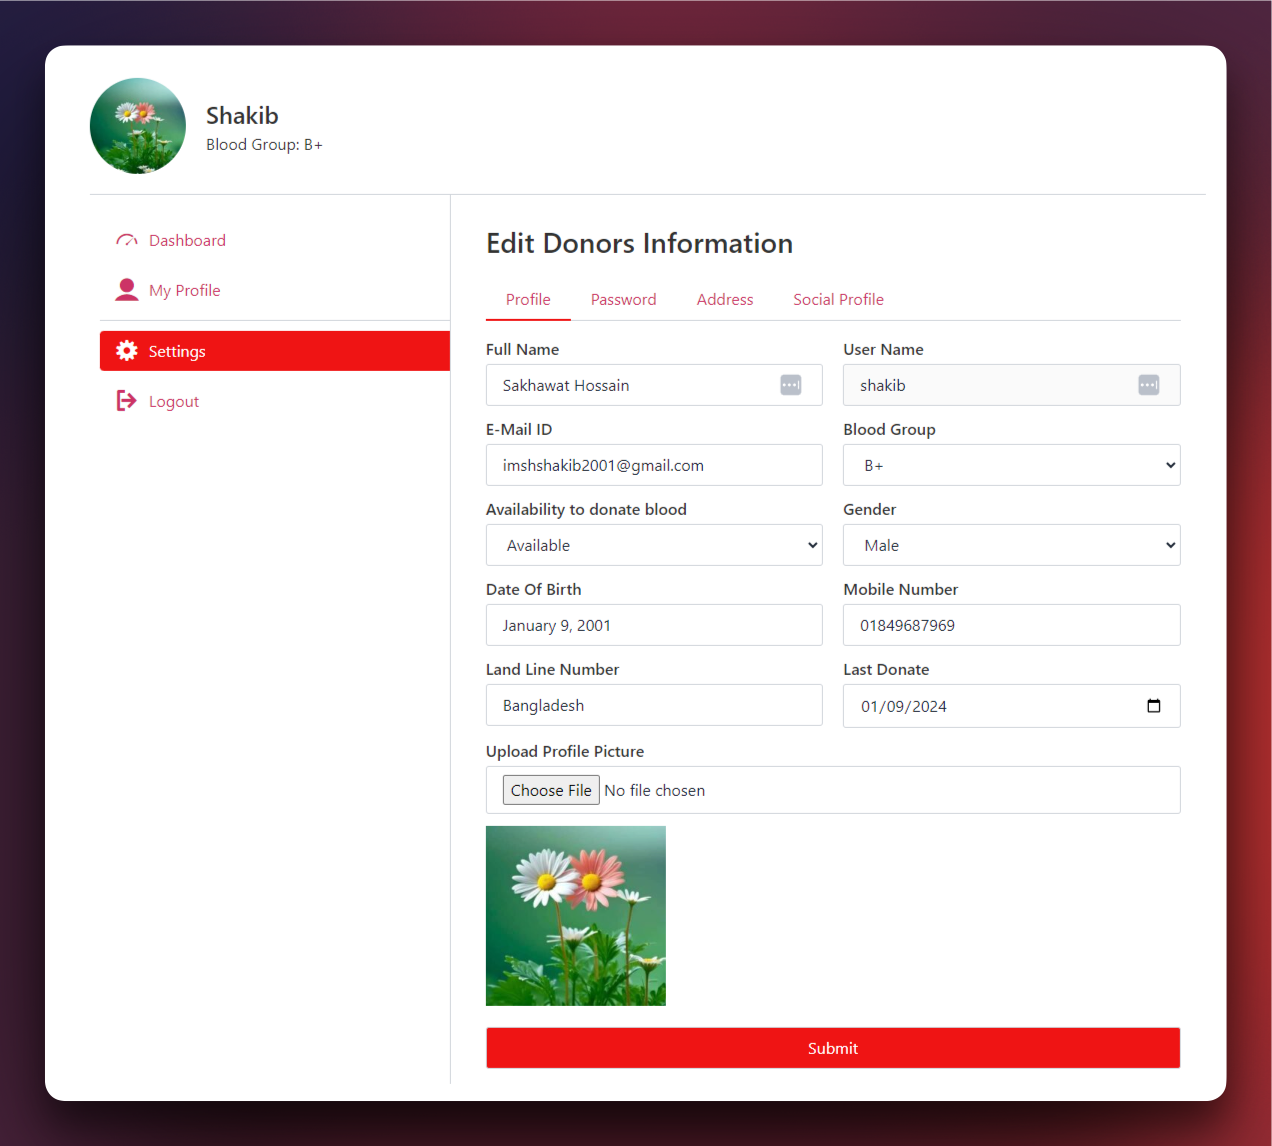 Shakib
Blood Group: B+
Dashboard
My Profile
Settings
Logout
Edit Donors Information
Profile Password Address Social Profile
Full Name User Name
Sakhawat Hossain shakib
E-Mail ID Blood Group
imshshakib2001@gmail.com B+
Availability to donate blood Gender
Available Male
Date Of Birth Mobile Number
January 9, 2001 01849687969
Land Line Number Last Donate
Bangladesh 01/09/2024
Upload Profile Picture
Choose File No file chosen
Submit